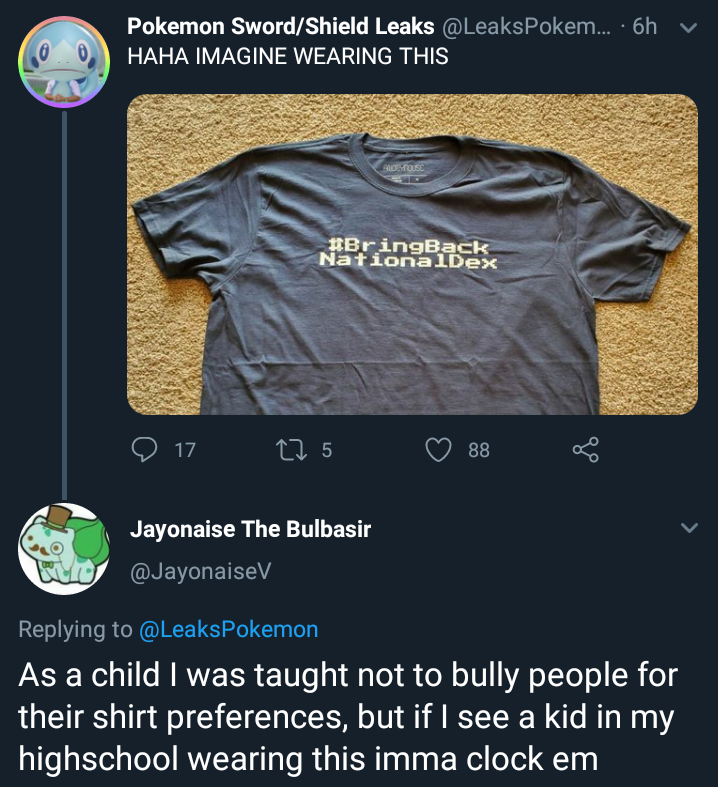 Pokemon Sword/Shield Leaks @LeaksPokem... · 6h
HAHA IMAGINE WEARING THIS
#BringBack
NationalDex
17 5 88
Jayonaise The Bulbasir
@JayonaiseV
Replying to @LeaksPokemon
As a child I was taught not to bully people for
their shirt preferences, but if I see a kid in my
highschool wearing this imma clock em